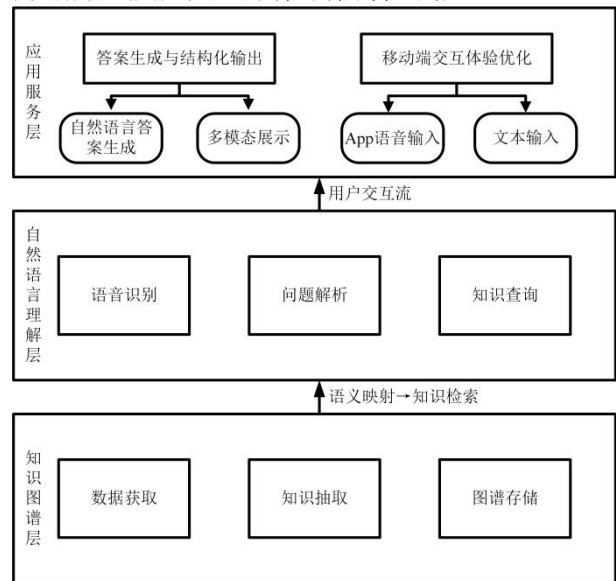 应用服务层
答案生成与结构化输出
移动端交互体验优化
自然语言答
案生成
多模态展示
App语音输入
文本输入
用户交互流
自然语言理解层
语音识别
问题解析
知识查询
语义映射→知识检索
知识图谱层
数据获取
知识抽取
图谱存储